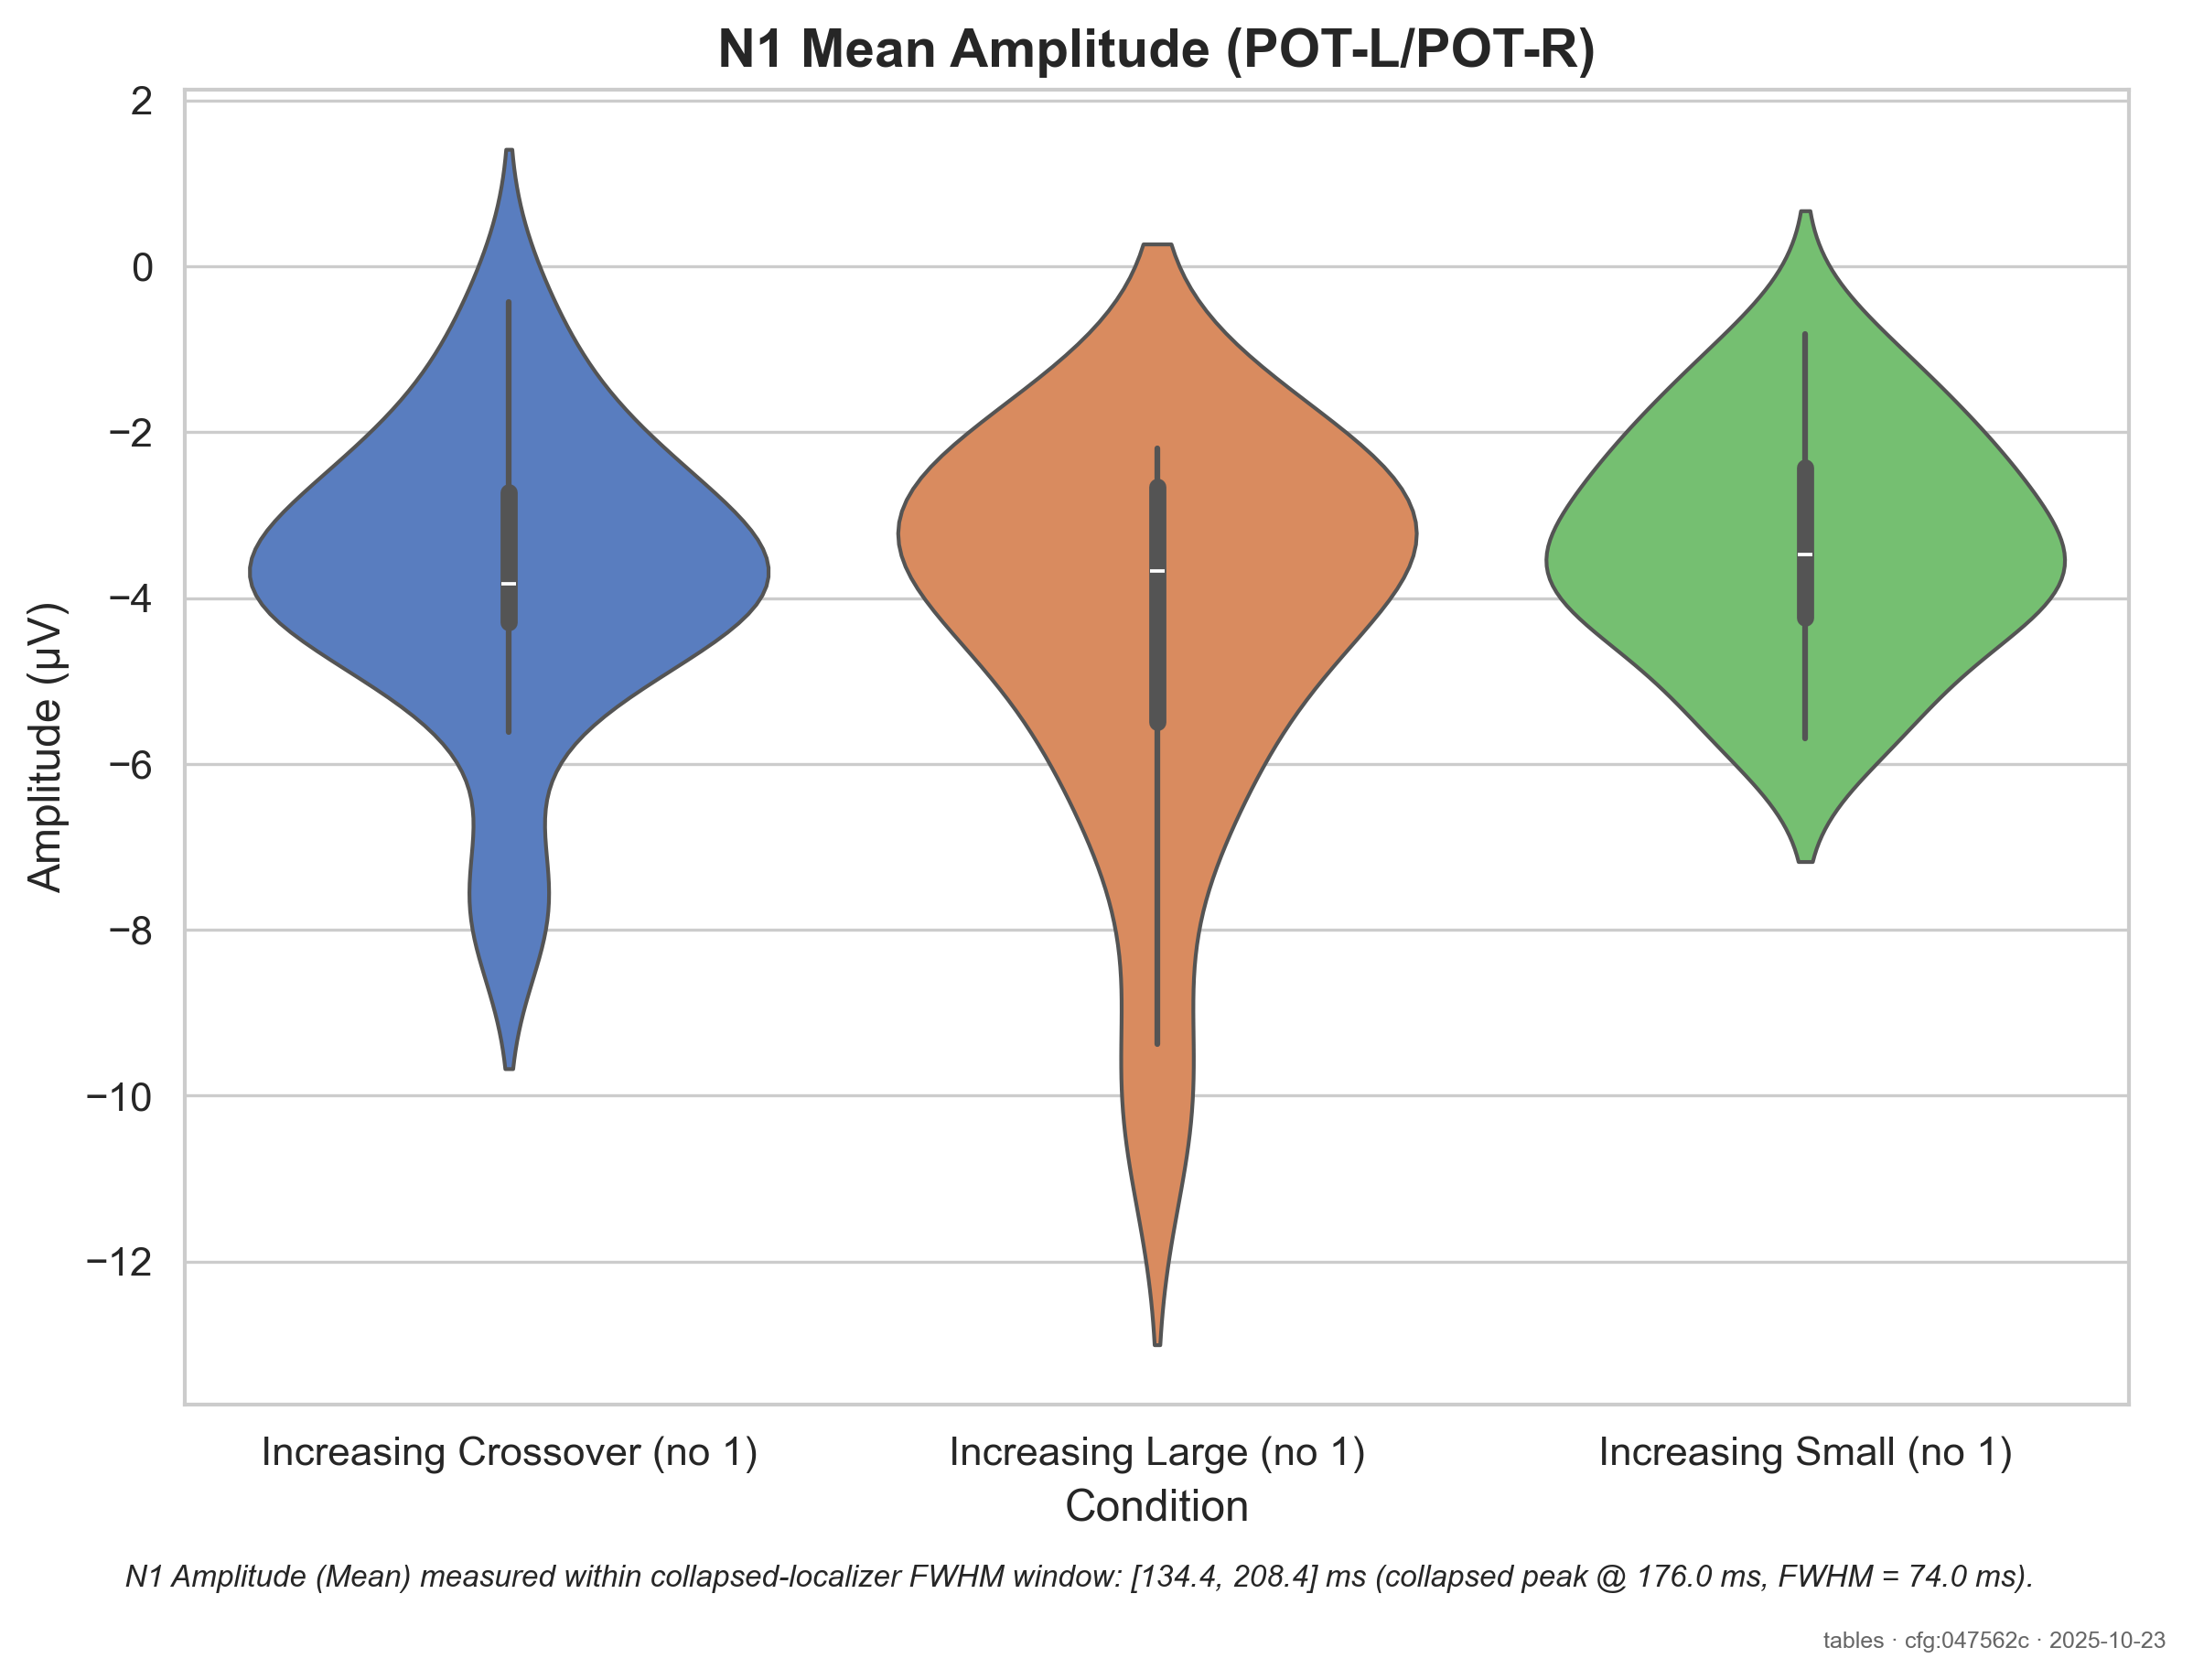 N1 Mean Amplitude (POT-L/POT-R)
2
0
−2
−4
−6
−8
−10
−12
Amplitude (µV)
Increasing Crossover (no 1)
Increasing Large (no 1)
Increasing Small (no 1)
Condition
N1 Amplitude (Mean) measured within collapsed-localizer FWHM window: [134.4, 208.4] ms (collapsed peak @ 176.0 ms, FWHM = 74.0 ms).
tables · cfg:047562c · 2025-10-23